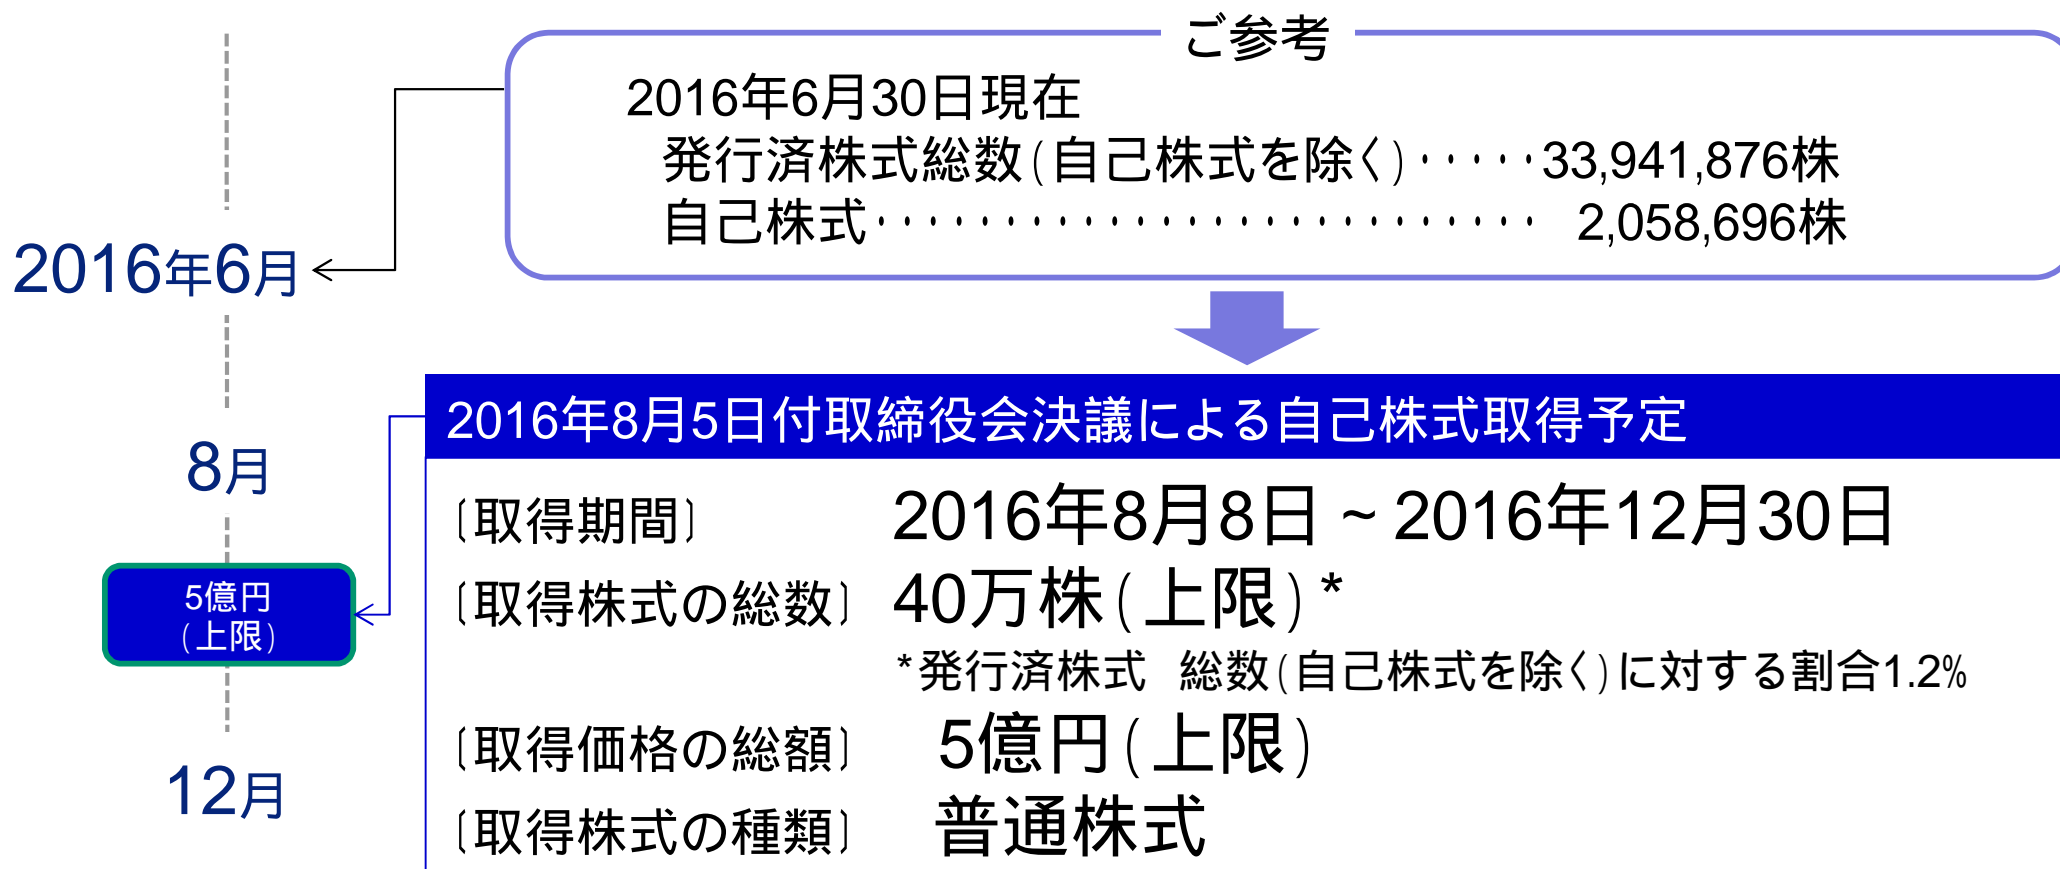 ご参考
2016年6月30日現在
発行済株式総数(自己株式を除く)・・・・・33,941,876株
自己株式・・・・・・・・・・・・・・・・・・・・・・・・・・ 2,058,696株
2016年6月
2016年8月5日付取締役会決議による自己株式取得予定
8月
〔取得期間〕 2016年8月8日 ~ 2016年12月30日
5億円
(上限)
〔取得株式の総数〕 40万株(上限)*
*発行済株式 総数(自己株式を除く)に対する割合1.2%
〔取得価格の総額〕 5億円(上限)
12月
〔取得株式の種類〕 普通株式